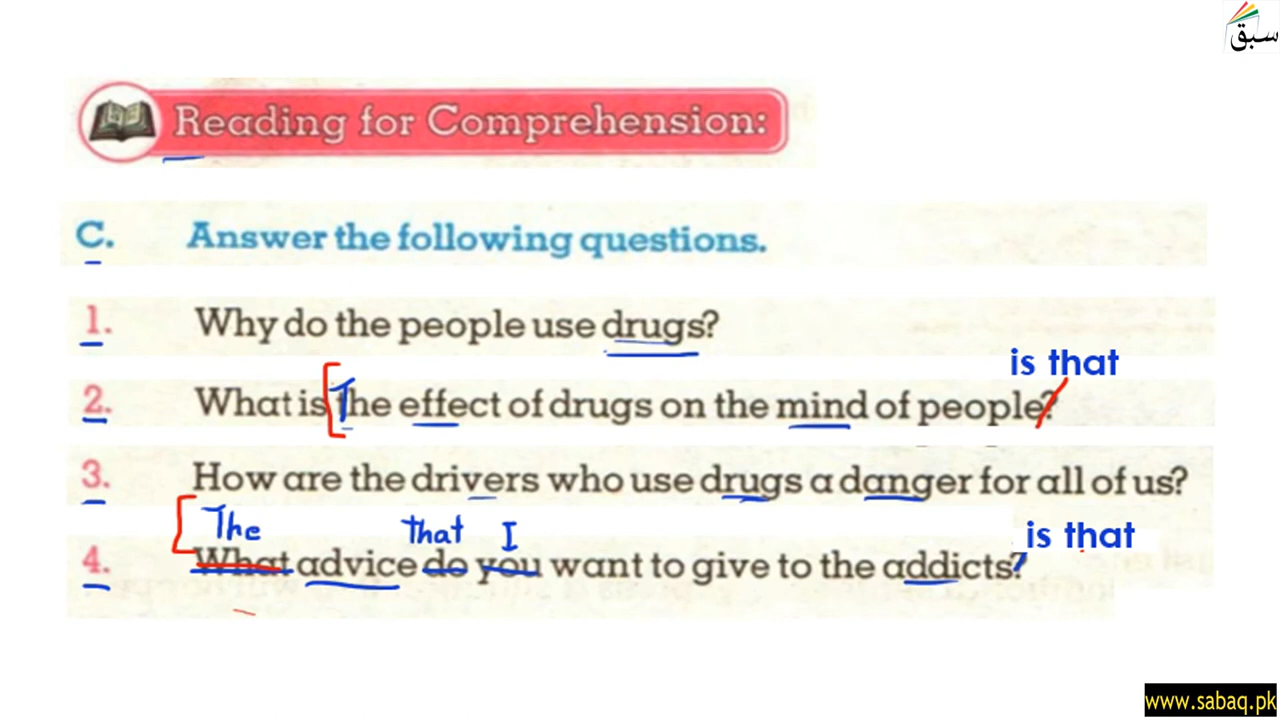 سبق
Reading for Comprehension:
C. Answer the following questions.
1. Why do the people use drugs?
is that
2. What is The effect of drugs on the mind of people?
3. How are the drivers who use drugs a danger for all of us?
The that I is that
4. What advice do you want to give to the addicts?
www.sabaq.pk